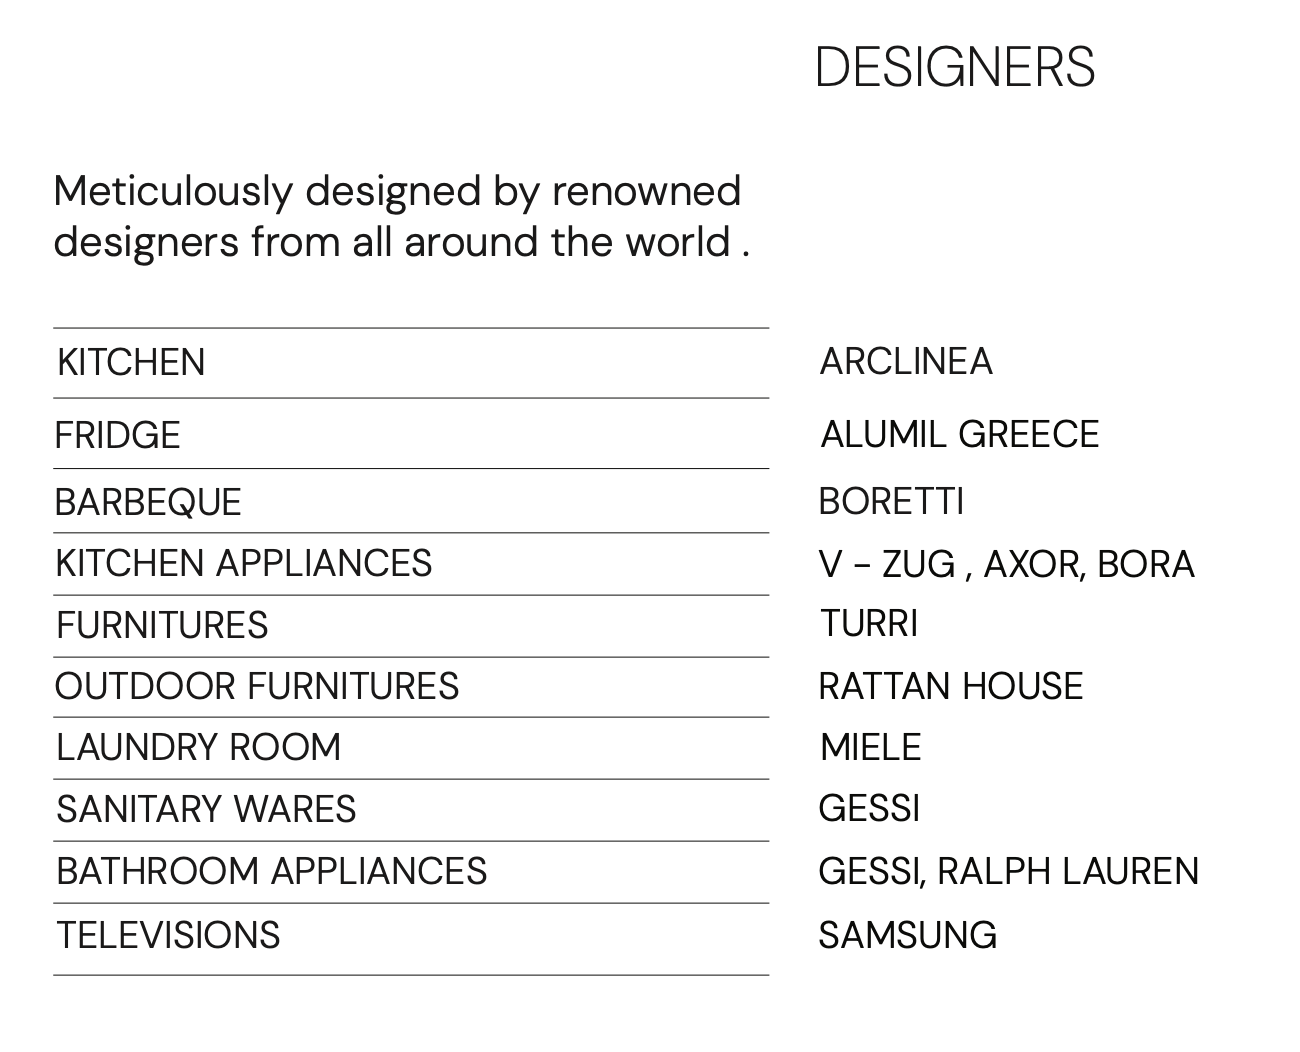 DESIGNERS
Meticulously designed by renowned
designers from all around the world .
KITCHEN ARCLINEA
FRIDGE ALUMIL GREECE
BARBEQUE BORETTI
KITCHEN APPLIANCES V - ZUG , AXOR, BORA
FURNITURES TURRI
OUTDOOR FURNITURES RATTAN HOUSE
LAUNDRY ROOM MIELE
SANITARY WARES GESSI
BATHROOM APPLIANCES GESSI, RALPH LAUREN
TELEVISIONS SAMSUNG